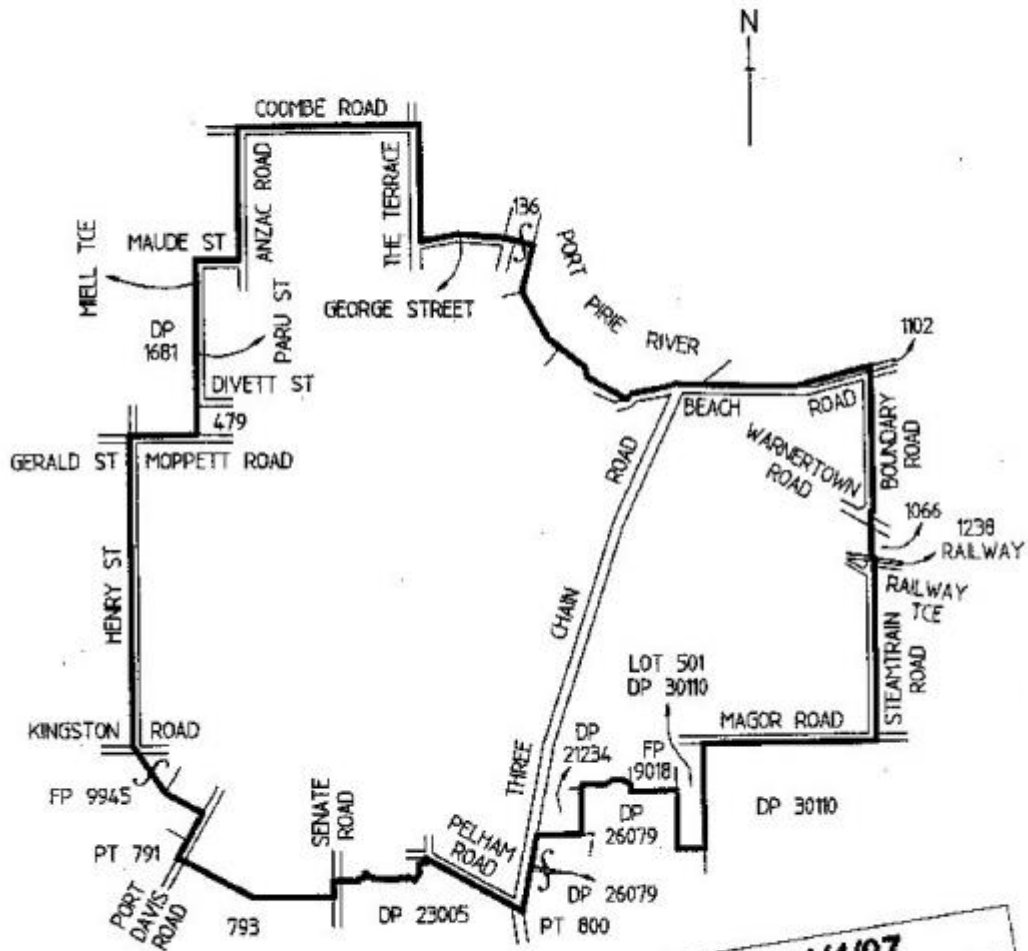 N
COOMBE ROAD
ANZAC ROAD
THE TERRACE
136
PORT PIRIE RIVER
MAUDE ST
MIELL TCE
GEORGE STREET
DP
1681
PARU ST
1102
DIVETT ST
BEACH ROAD
479
BOUNDARY
ROAD
WARNERTOWN
ROAD
GERALD ST
MOPPETT ROAD
1066
1238
RAILWAY
RAILWAY
TCE
HENRY ST
THREE CHAIN ROAD
LOT 501
DP 30110
STEAMTRAIN
ROAD
MAGOR ROAD
KINGSTON ROAD
DP
21234
FP
9018
FP 9945
SENATE
ROAD
DP 30110
DP
26079
PELHAM
ROAD
PT 791
PORT
DAVIS
ROAD
793
DP 23005
DP 26079
PT 800